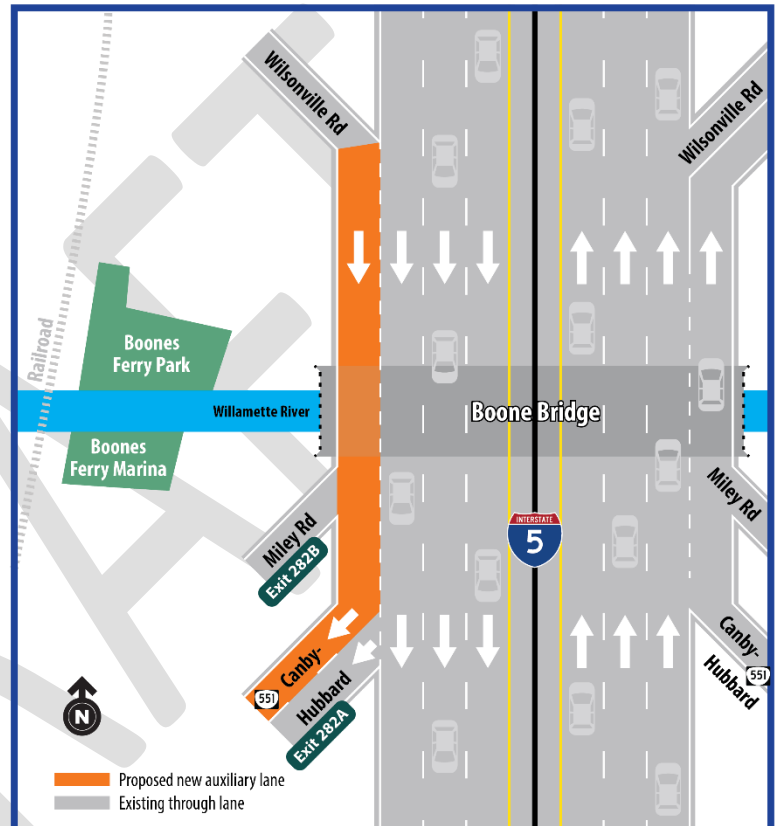 Wilsonville Rd
Wilsonville Rd
Railroad
Boones
Ferry Park
Willamette River
Boone Bridge
Boones
Ferry Marina
Miley Rd
Exit 282B
Miley Rd
INTERSTATE
5
Canby-
Hubbard
551
Exit 282A
Canby-
Hubbard
551
N
Proposed new auxiliary lane
Existing through lane